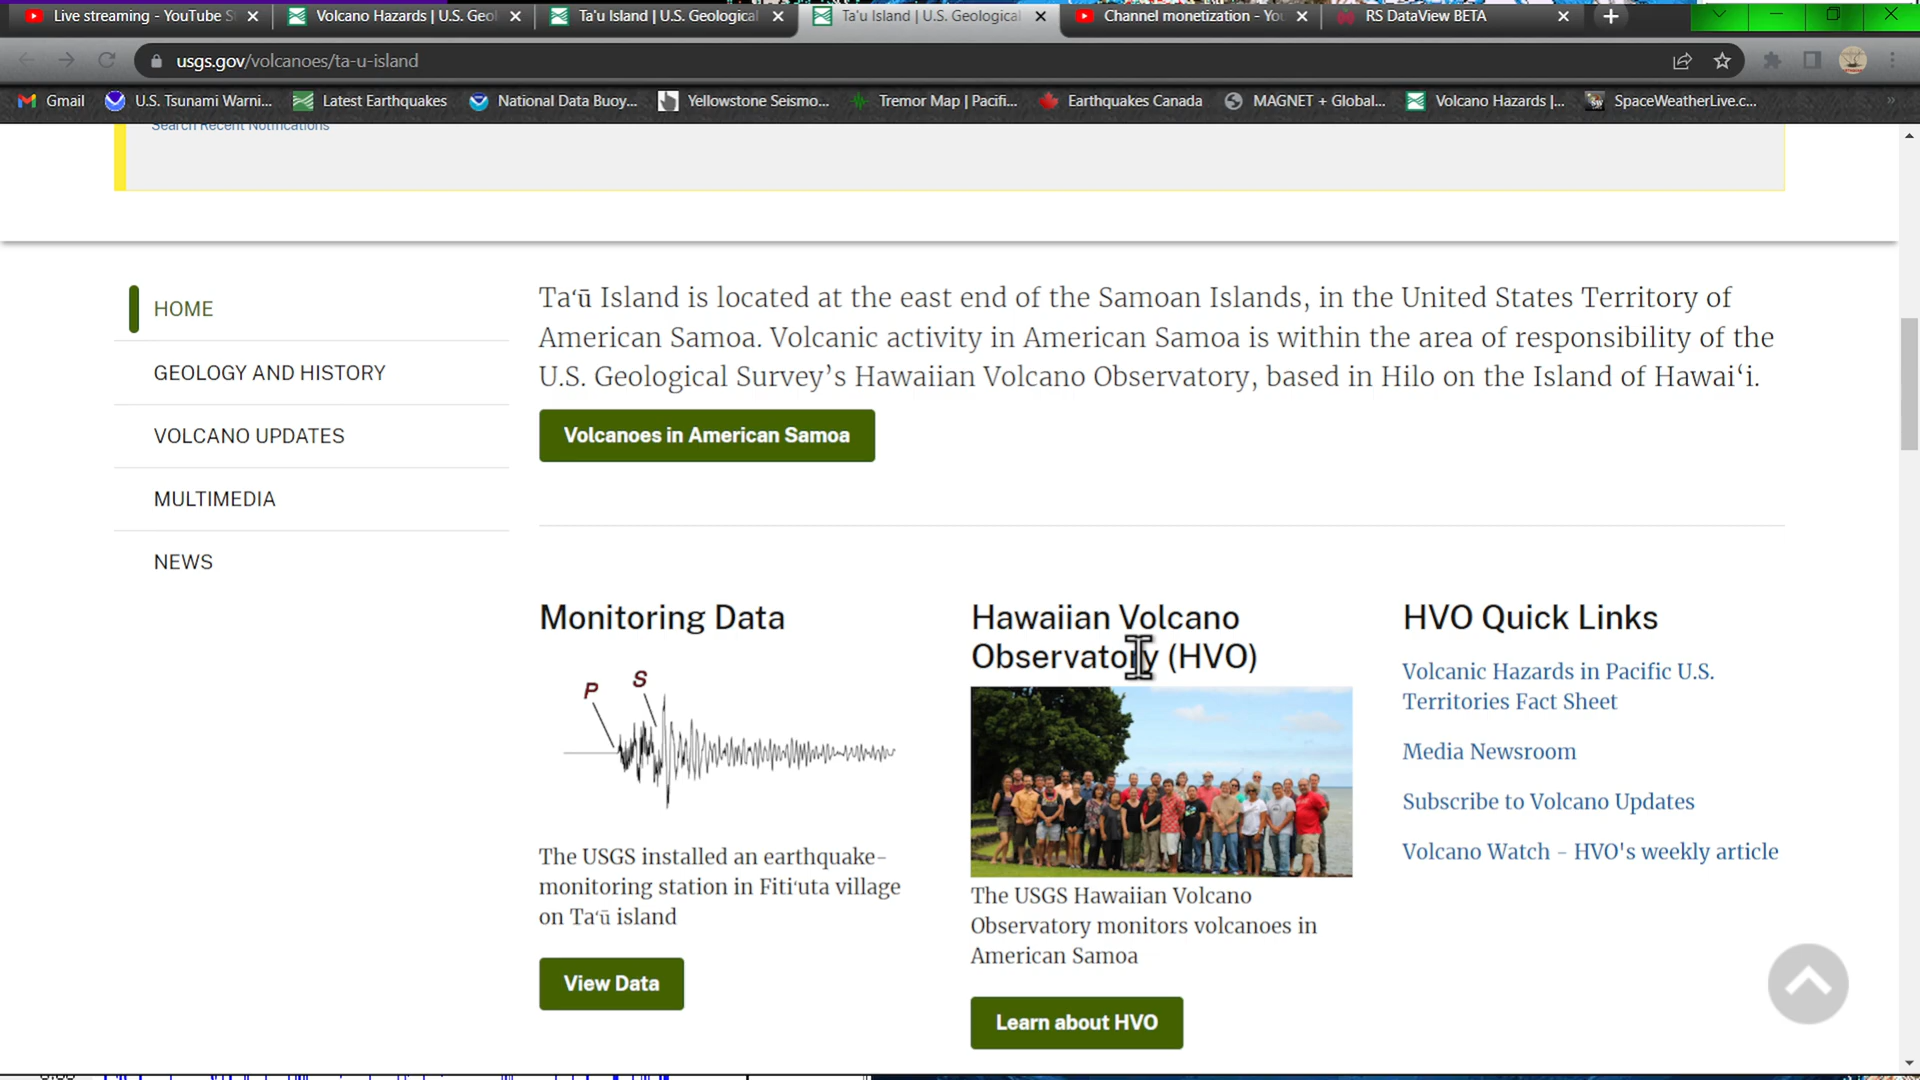 Live streaming - YouTube S
Volcano Hazards | U.S. Geol
Ta'u Island | U.S. Geological
Ta'u Island | U.S. Geological
Channel monetization - You
RS DataView BETA
usgs.gov/volcanoes/ta-u-island
Gmail
U.S. Tsunami Warni...
Latest Earthquakes
National Data Buoy...
Yellowstone Seismo...
Tremor Map | Pacifi...
Earthquakes Canada
MAGNET + Global...
Volcano Hazards |...
SpaceWeatherLive.c...
Search Recent Notifications
HOME
GEOLOGY AND HISTORY
VOLCANO UPDATES
MULTIMEDIA
NEWS
Taʻū Island is located at the east end of the Samoan Islands, in the United States Territory of
American Samoa. Volcanic activity in American Samoa is within the area of responsibility of the
U.S. Geological Survey’s Hawaiian Volcano Observatory, based in Hilo on the Island of Hawaiʻi.
Volcanoes in American Samoa
Monitoring Data
P
S
The USGS installed an earthquake-
monitoring station in Fitiʻuta village
on Taʻū island
View Data
Hawaiian Volcano
Observatory (HVO)
The USGS Hawaiian Volcano
Observatory monitors volcanoes in
American Samoa
Learn about HVO
HVO Quick Links
Volcanic Hazards in Pacific U.S.
Territories Fact Sheet
Media Newsroom
Subscribe to Volcano Updates
Volcano Watch - HVO's weekly article